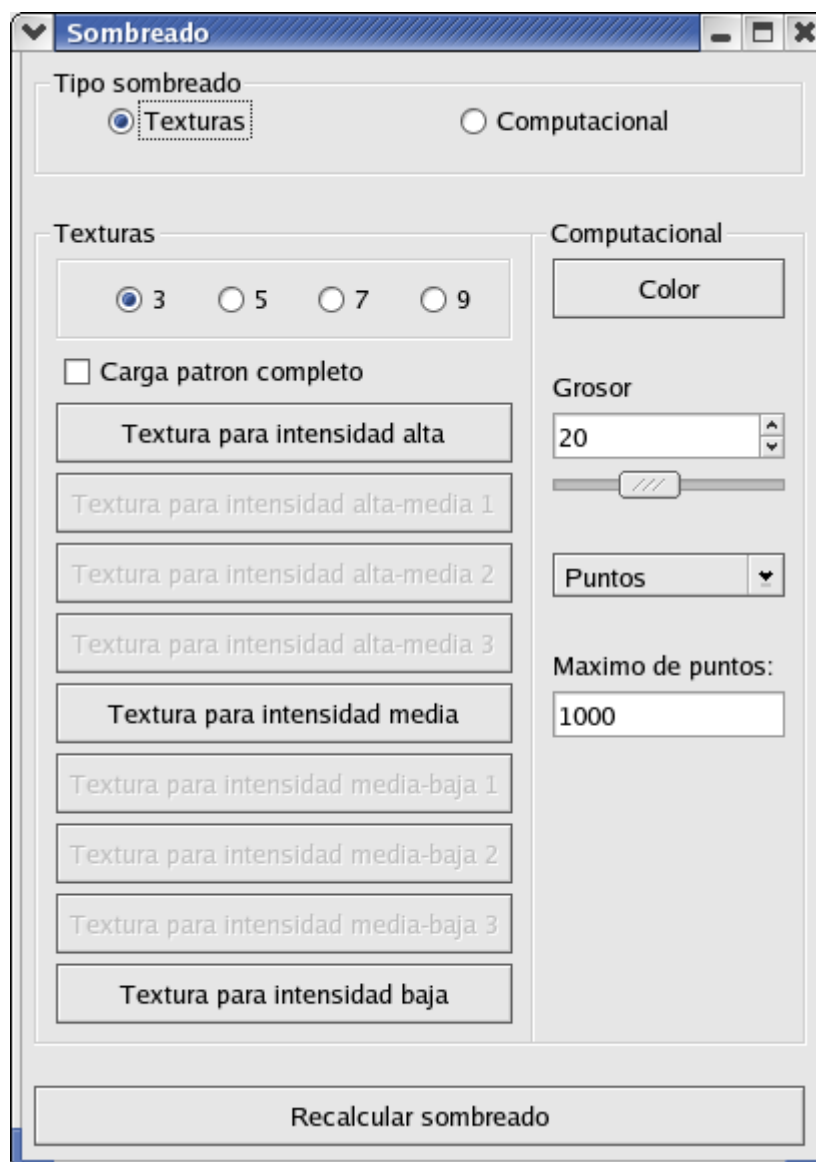 Sombreado
Tipo sombreado
Texturas
Computacional
Texturas
3 5 7 9
Carga patron completo
Textura para intensidad alta
Textura para intensidad alta-media 1
Textura para intensidad alta-media 2
Textura para intensidad alta-media 3
Textura para intensidad media
Textura para intensidad media-baja 1
Textura para intensidad media-baja 2
Textura para intensidad media-baja 3
Textura para intensidad baja
Computacional
Color
Grosor
20
Puntos
Maximo de puntos:
1000
Recalcular sombreado